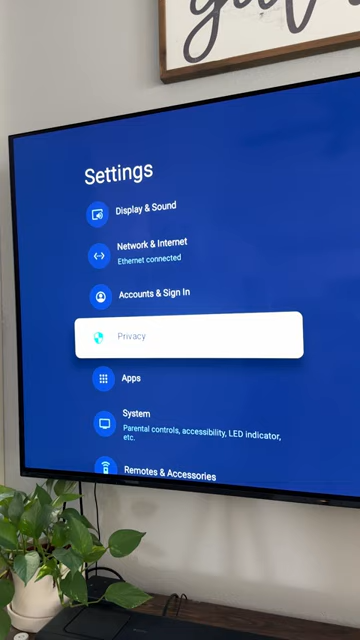 Settings
Display & Sound
Network & Internet
Ethernet connected
Accounts & Sign In
Privacy
Apps
System
Parental controls, accessibility, LED indicator,
etc.
Remotes & Accessories